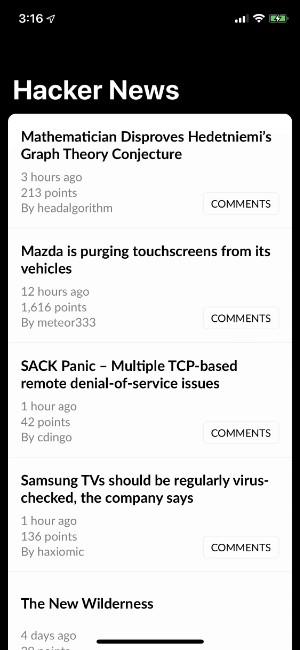 3:16
Hacker News
Mathematician Disproves Hedetniemi's
Graph Theory Conjecture
3 hours ago
213 points
By headalgorithm
COMMENTS
Mazda is purging touchscreens from its
vehicles
12 hours ago
1,616 points
By meteor333
COMMENTS
SACK Panic – Multiple TCP-based
remote denial-of-service issues
1 hour ago
42 points
By cdingo
COMMENTS
Samsung TVs should be regularly virus-
checked, the company says
1 hour ago
136 points
By haxiomic
COMMENTS
The New Wilderness
4 days ago